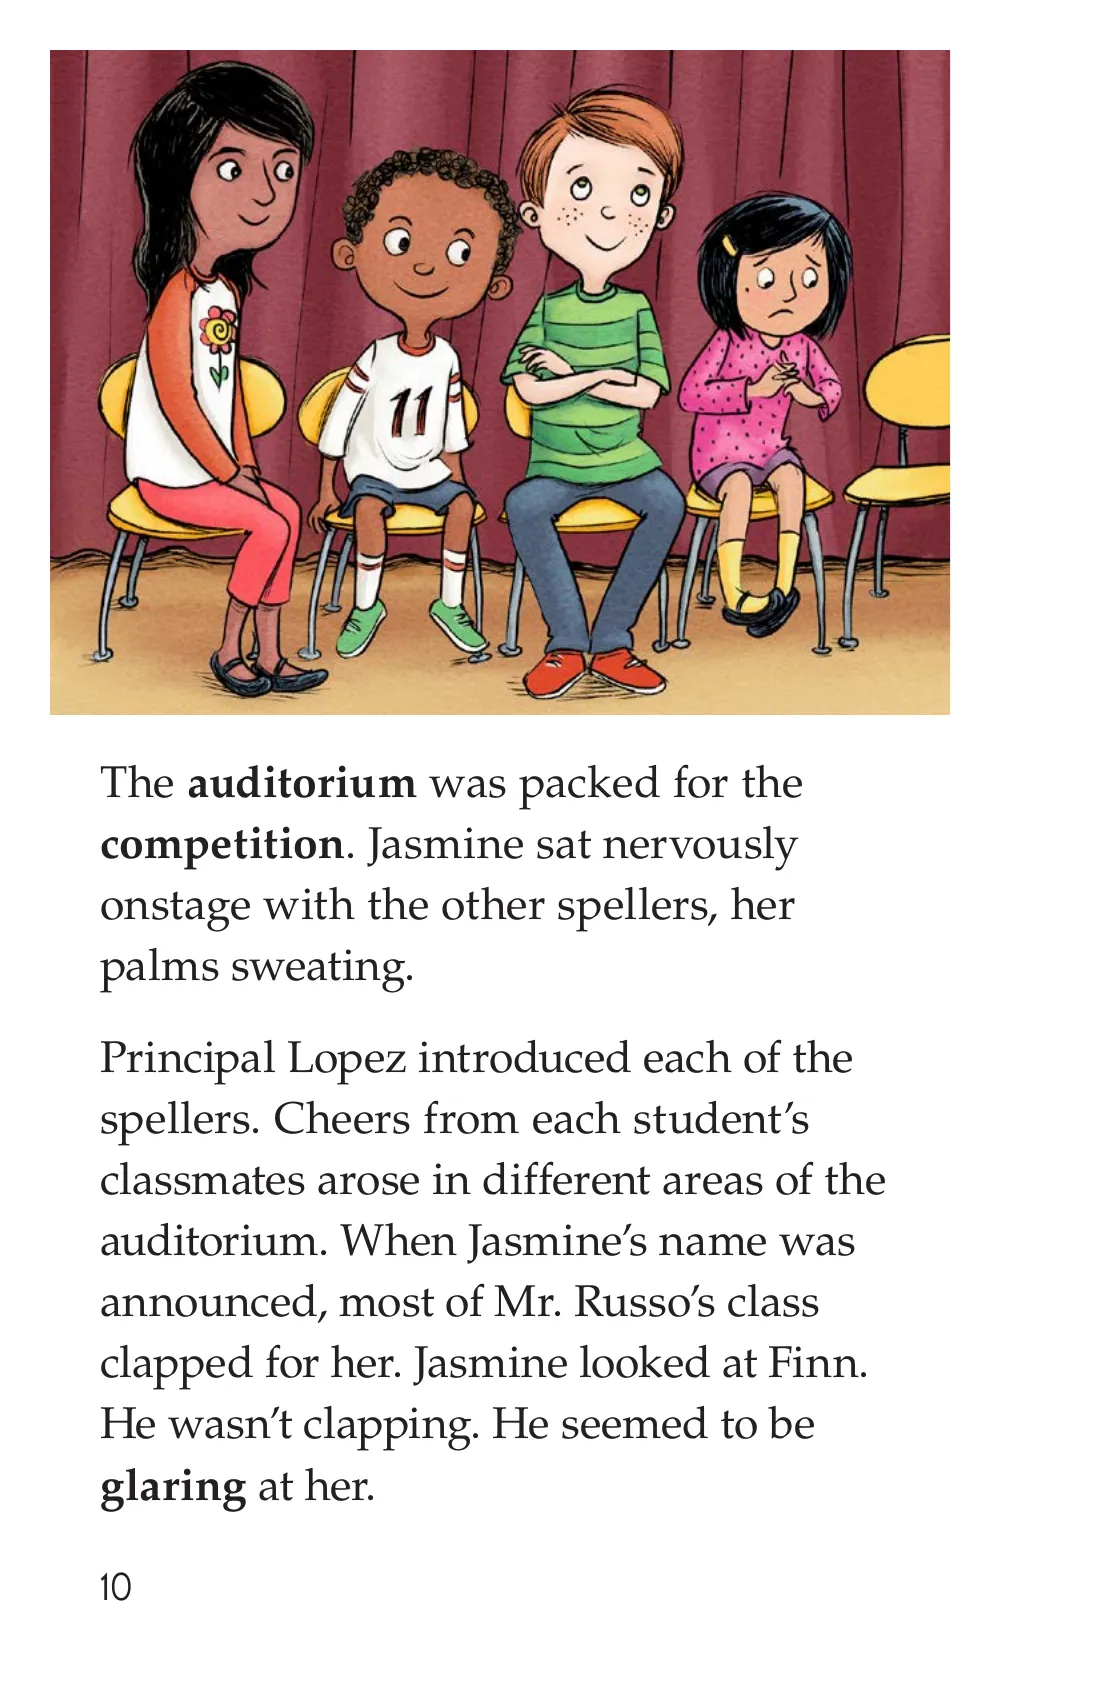 11
The auditorium was packed for the
competition. Jasmine sat nervously
onstage with the other spellers, her
palms sweating.
Principal Lopez introduced each of the
spellers. Cheers from each student’s
classmates arose in different areas of the
auditorium. When Jasmine’s name was
announced, most of Mr. Russo’s class
clapped for her. Jasmine looked at Finn.
He wasn’t clapping. He seemed to be
glaring at her.
10